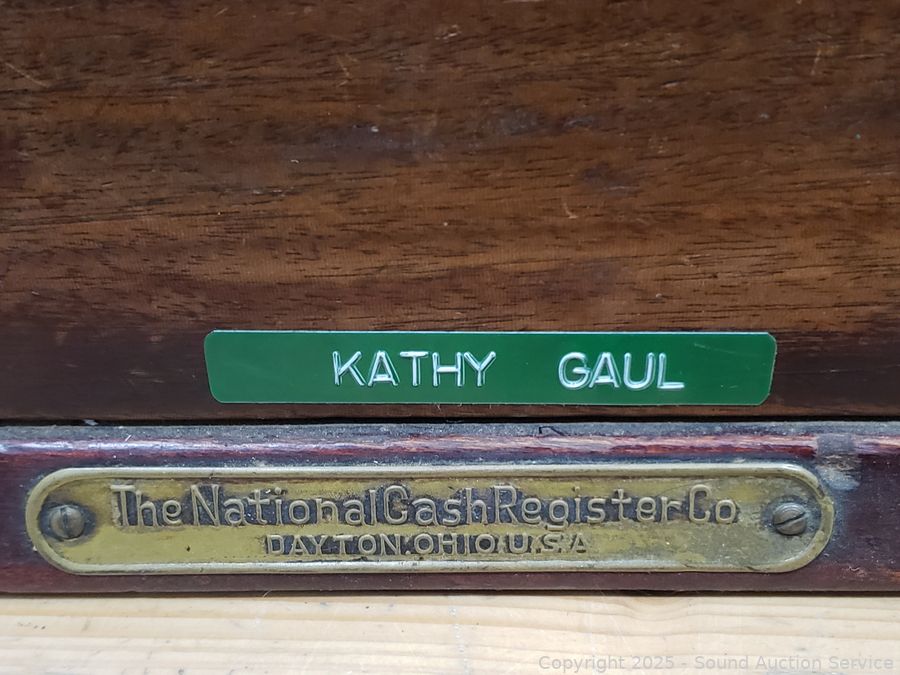 KATHY GAUL
The National Cash Register Co
DAYTON.OHIO.U.S.A
Copyright 2025 - Sound Auction Service